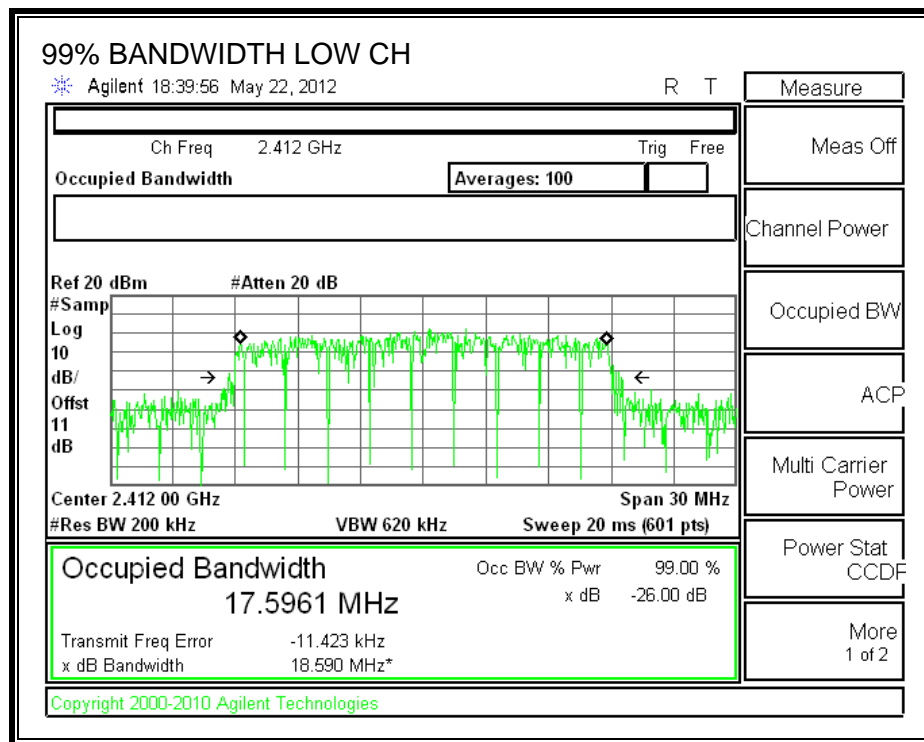 99% BANDWIDTH LOW CH
Agilent 18:39:56 May 22, 2012 R T
Measure
Ch Freq 2.412 GHz Trig Free
Meas Off
Occupied Bandwidth Averages: 100
Channel Power
Ref 20 dBm #Atten 20 dB
#Samp
Log
10
dB/
Offst
11
dB
Occupied BW
ACP
Multi Carrier
Power
Center 2.412 00 GHz Span 30 MHz
#Res BW 200 kHz VBW 620 kHz Sweep 20 ms (601 pts)
Power Stat
CCDF
Occupied Bandwidth Occ BW % Pwr 99.00 %
17.5961 MHz x dB -26.00 dB
Transmit Freq Error -11.423 kHz
x dB Bandwidth 18.590 MHz*
More
1 of 2
Copyright 2000-2010 Agilent Technologies